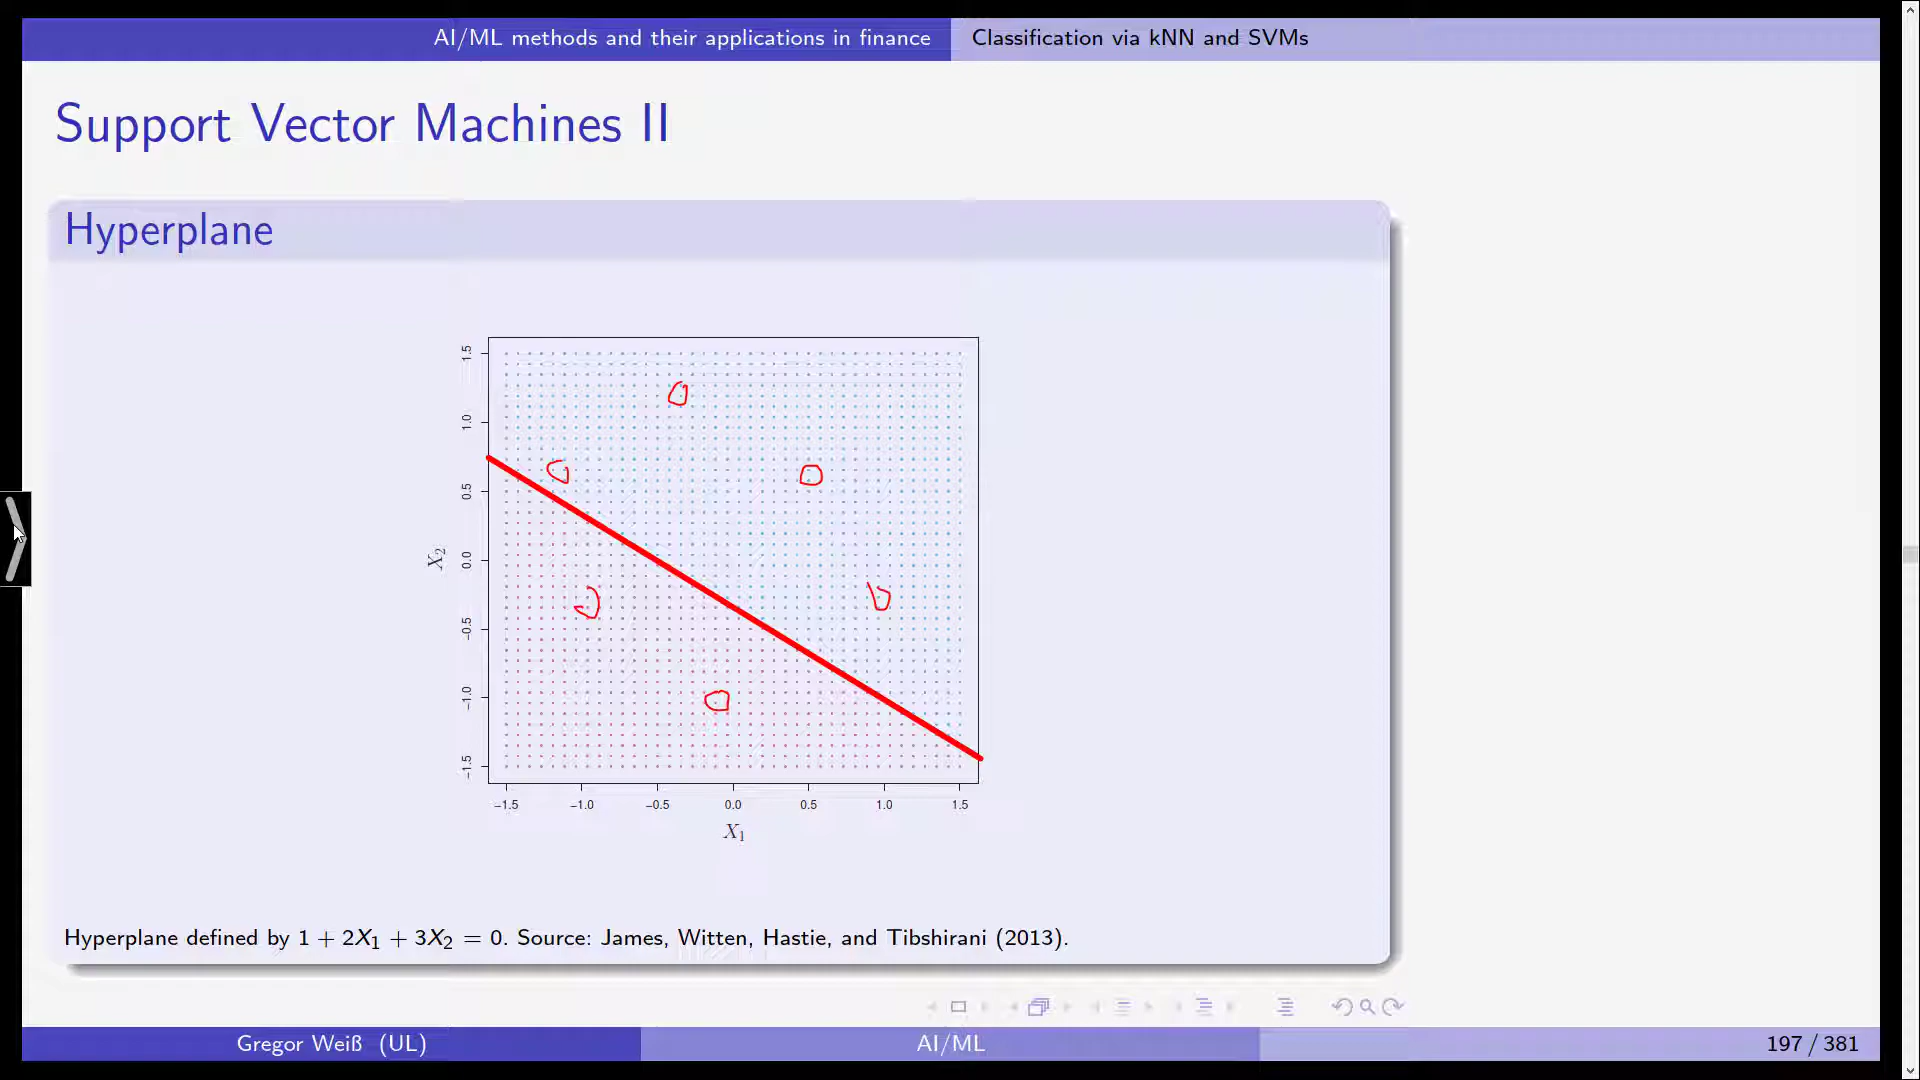 AI/ML methods and their applications in finance
Classification via kNN and SVMs
Support Vector Machines II
Hyperplane
1.5
1.0
0.5
0.0
−0.5
−1.0
−1.5
X₂
−1.5 −1.0 −0.5 0.0 0.5 1.0 1.5
X₁
Hyperplane defined by 1 + 2X₁ + 3X₂ = 0. Source: James, Witten, Hastie, and Tibshirani (2013).
Gregor Weiß (UL)
AI/ML
197 / 381